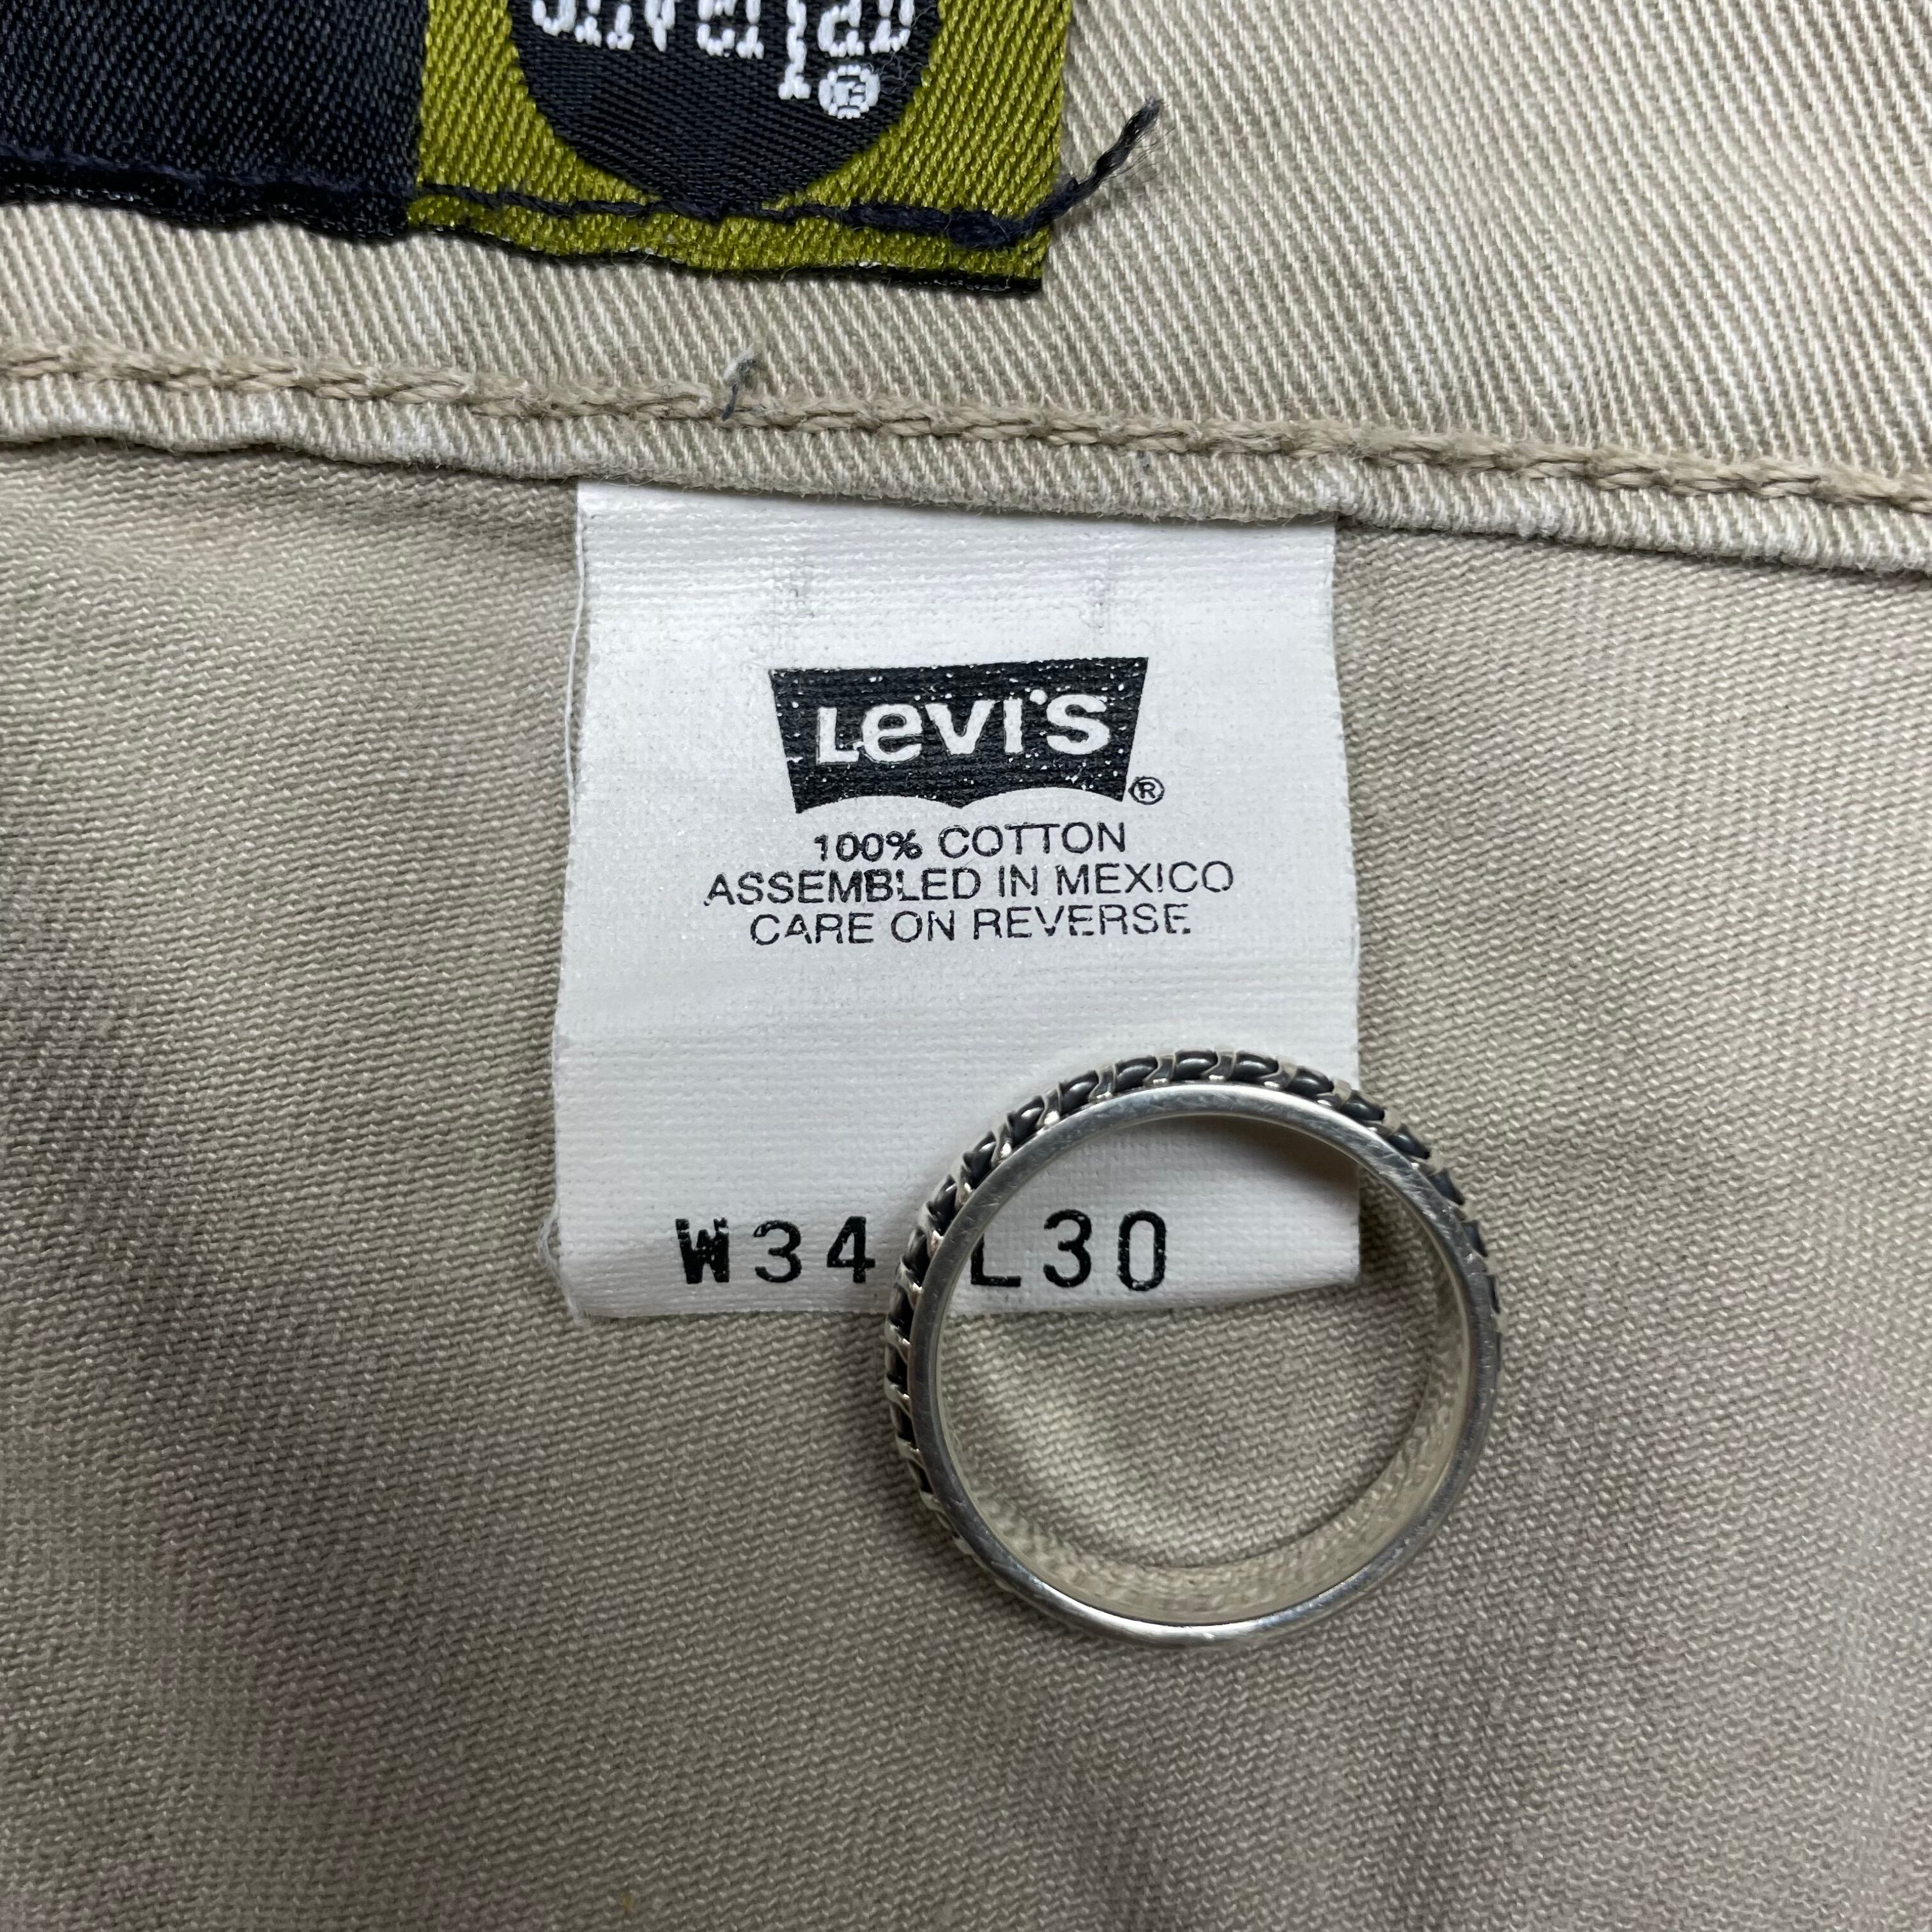 ®
LEVI'S
®
100% COTTON
ASSEMBLED IN MEXICO
CARE ON REVERSE
W34 L30